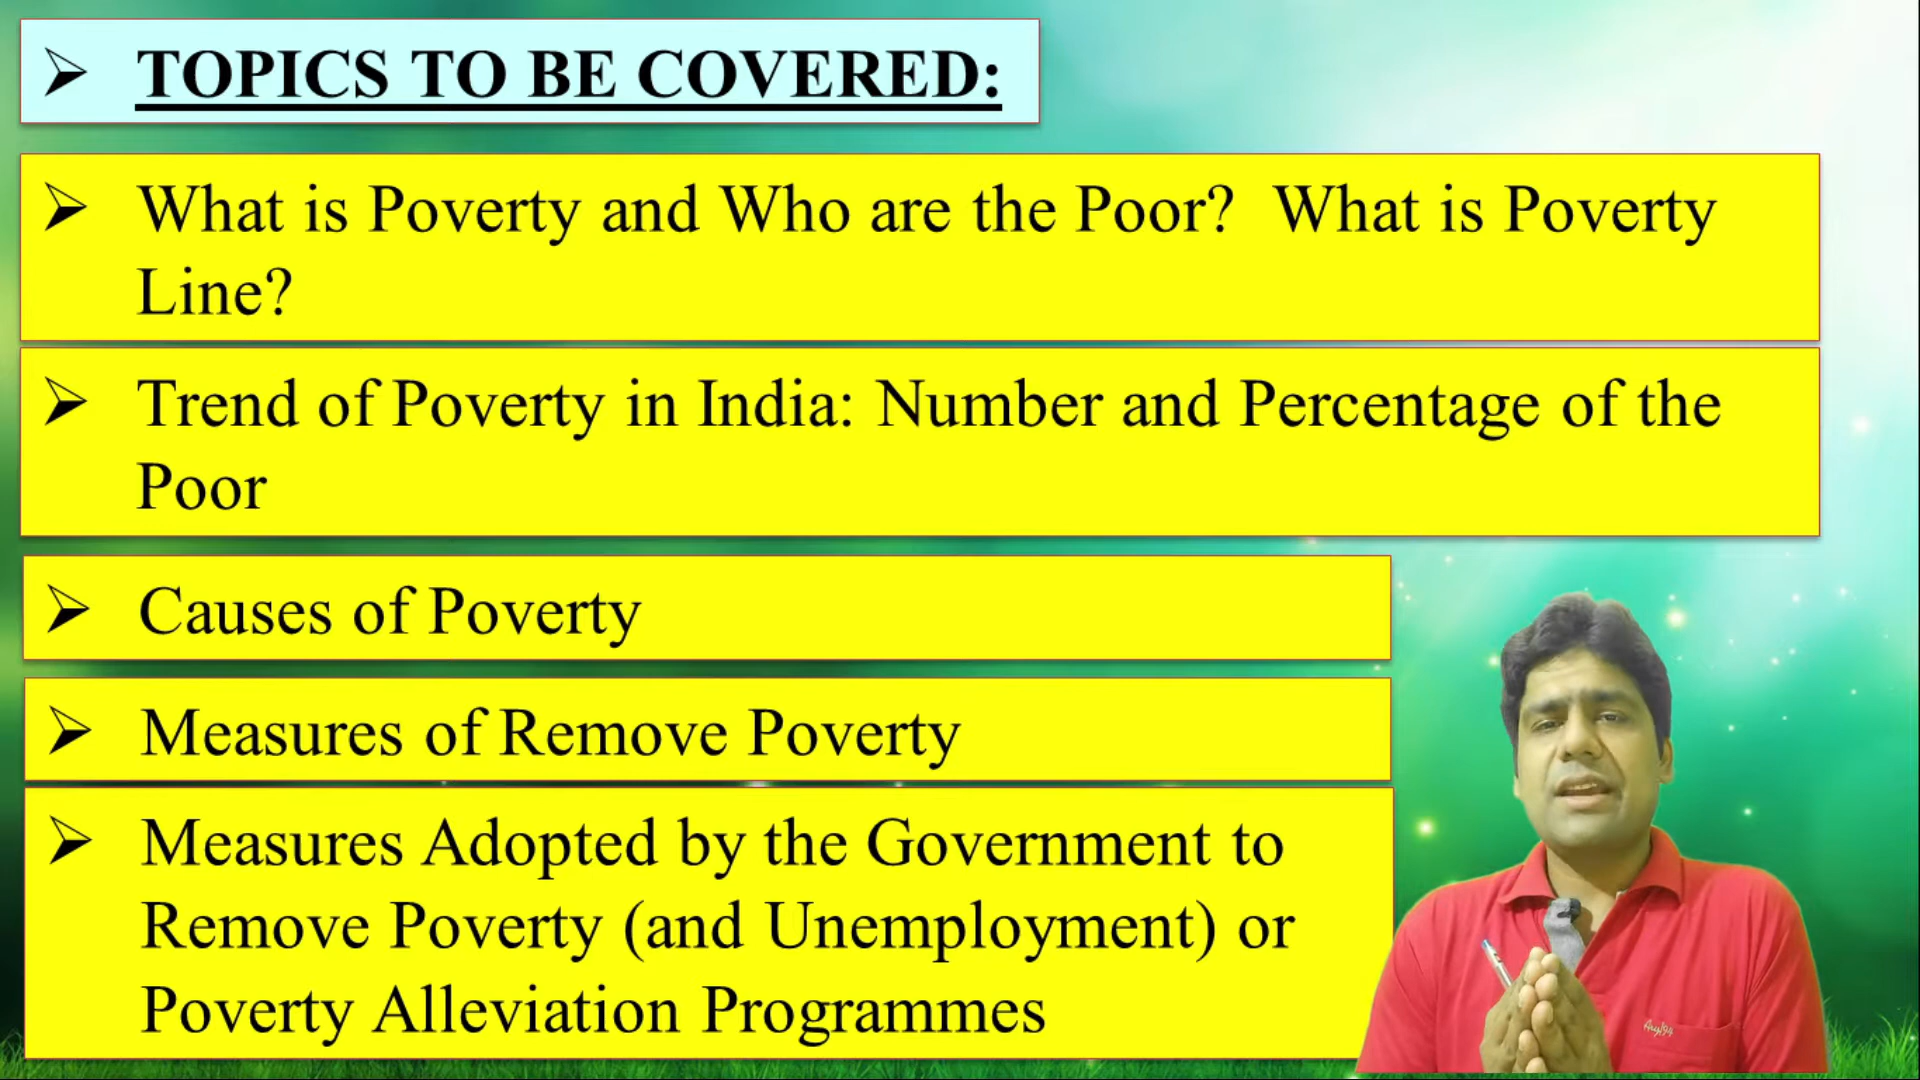 ➢ TOPICS TO BE COVERED:
➢ What is Poverty and Who are the Poor? What is Poverty
Line?
➢ Trend of Poverty in India: Number and Percentage of the
Poor
➢ Causes of Poverty
➢ Measures of Remove Poverty
➢ Measures Adopted by the Government to
Remove Poverty (and Unemployment) or
Poverty Alleviation Programmes